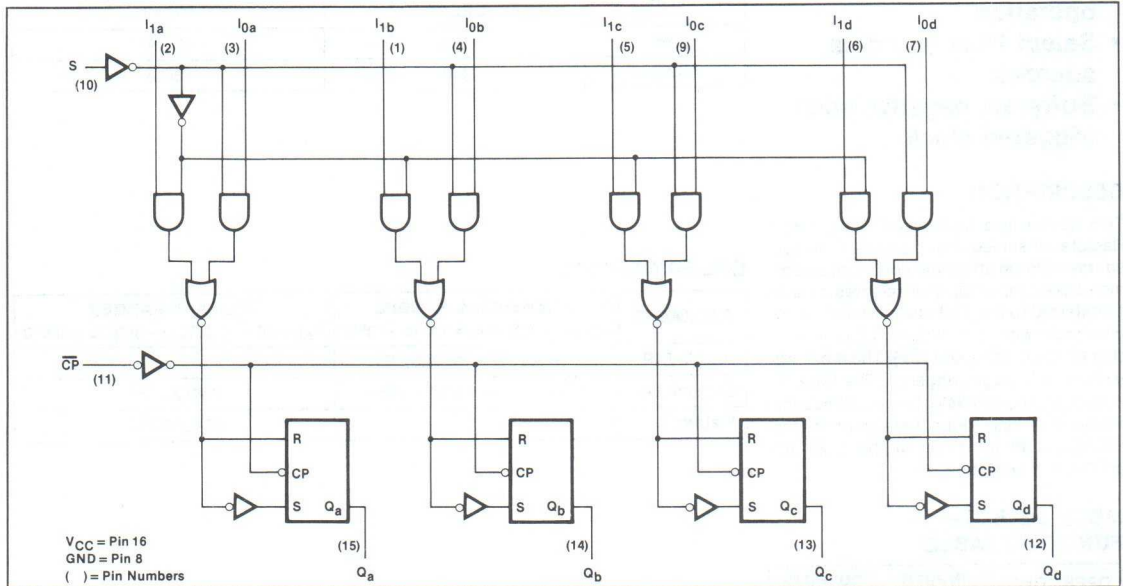 I1a I0a I1b I0b I1c I0c I1d I0d
(2) (3) (1) (4) (5) (9) (6) (7)
S
(10)
CP
(11)
R R R R
CP CP CP CP
S Qa S Qb S Qc S Qd
(15) (14) (13) (12)
Qa Qb Qc Qd
VCC = Pin 16
GND = Pin 8
( ) = Pin Numbers